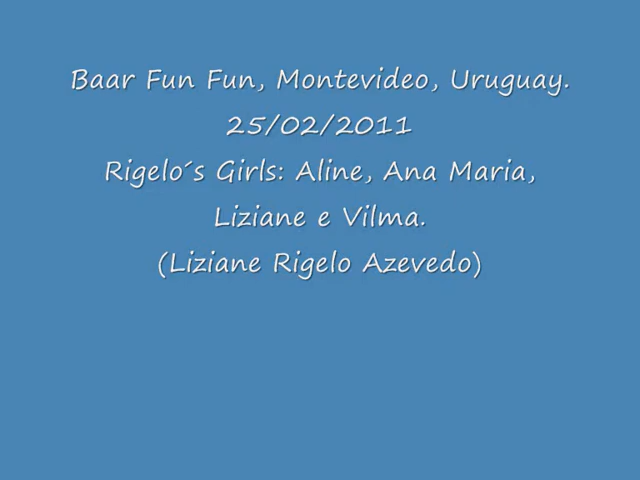 Baar Fun Fun, Montevideo, Uruguay.
25/02/2011
Rigelo´s Girls: Aline, Ana Maria,
Liziane e Vilma.
(Liziane Rigelo Azevedo)